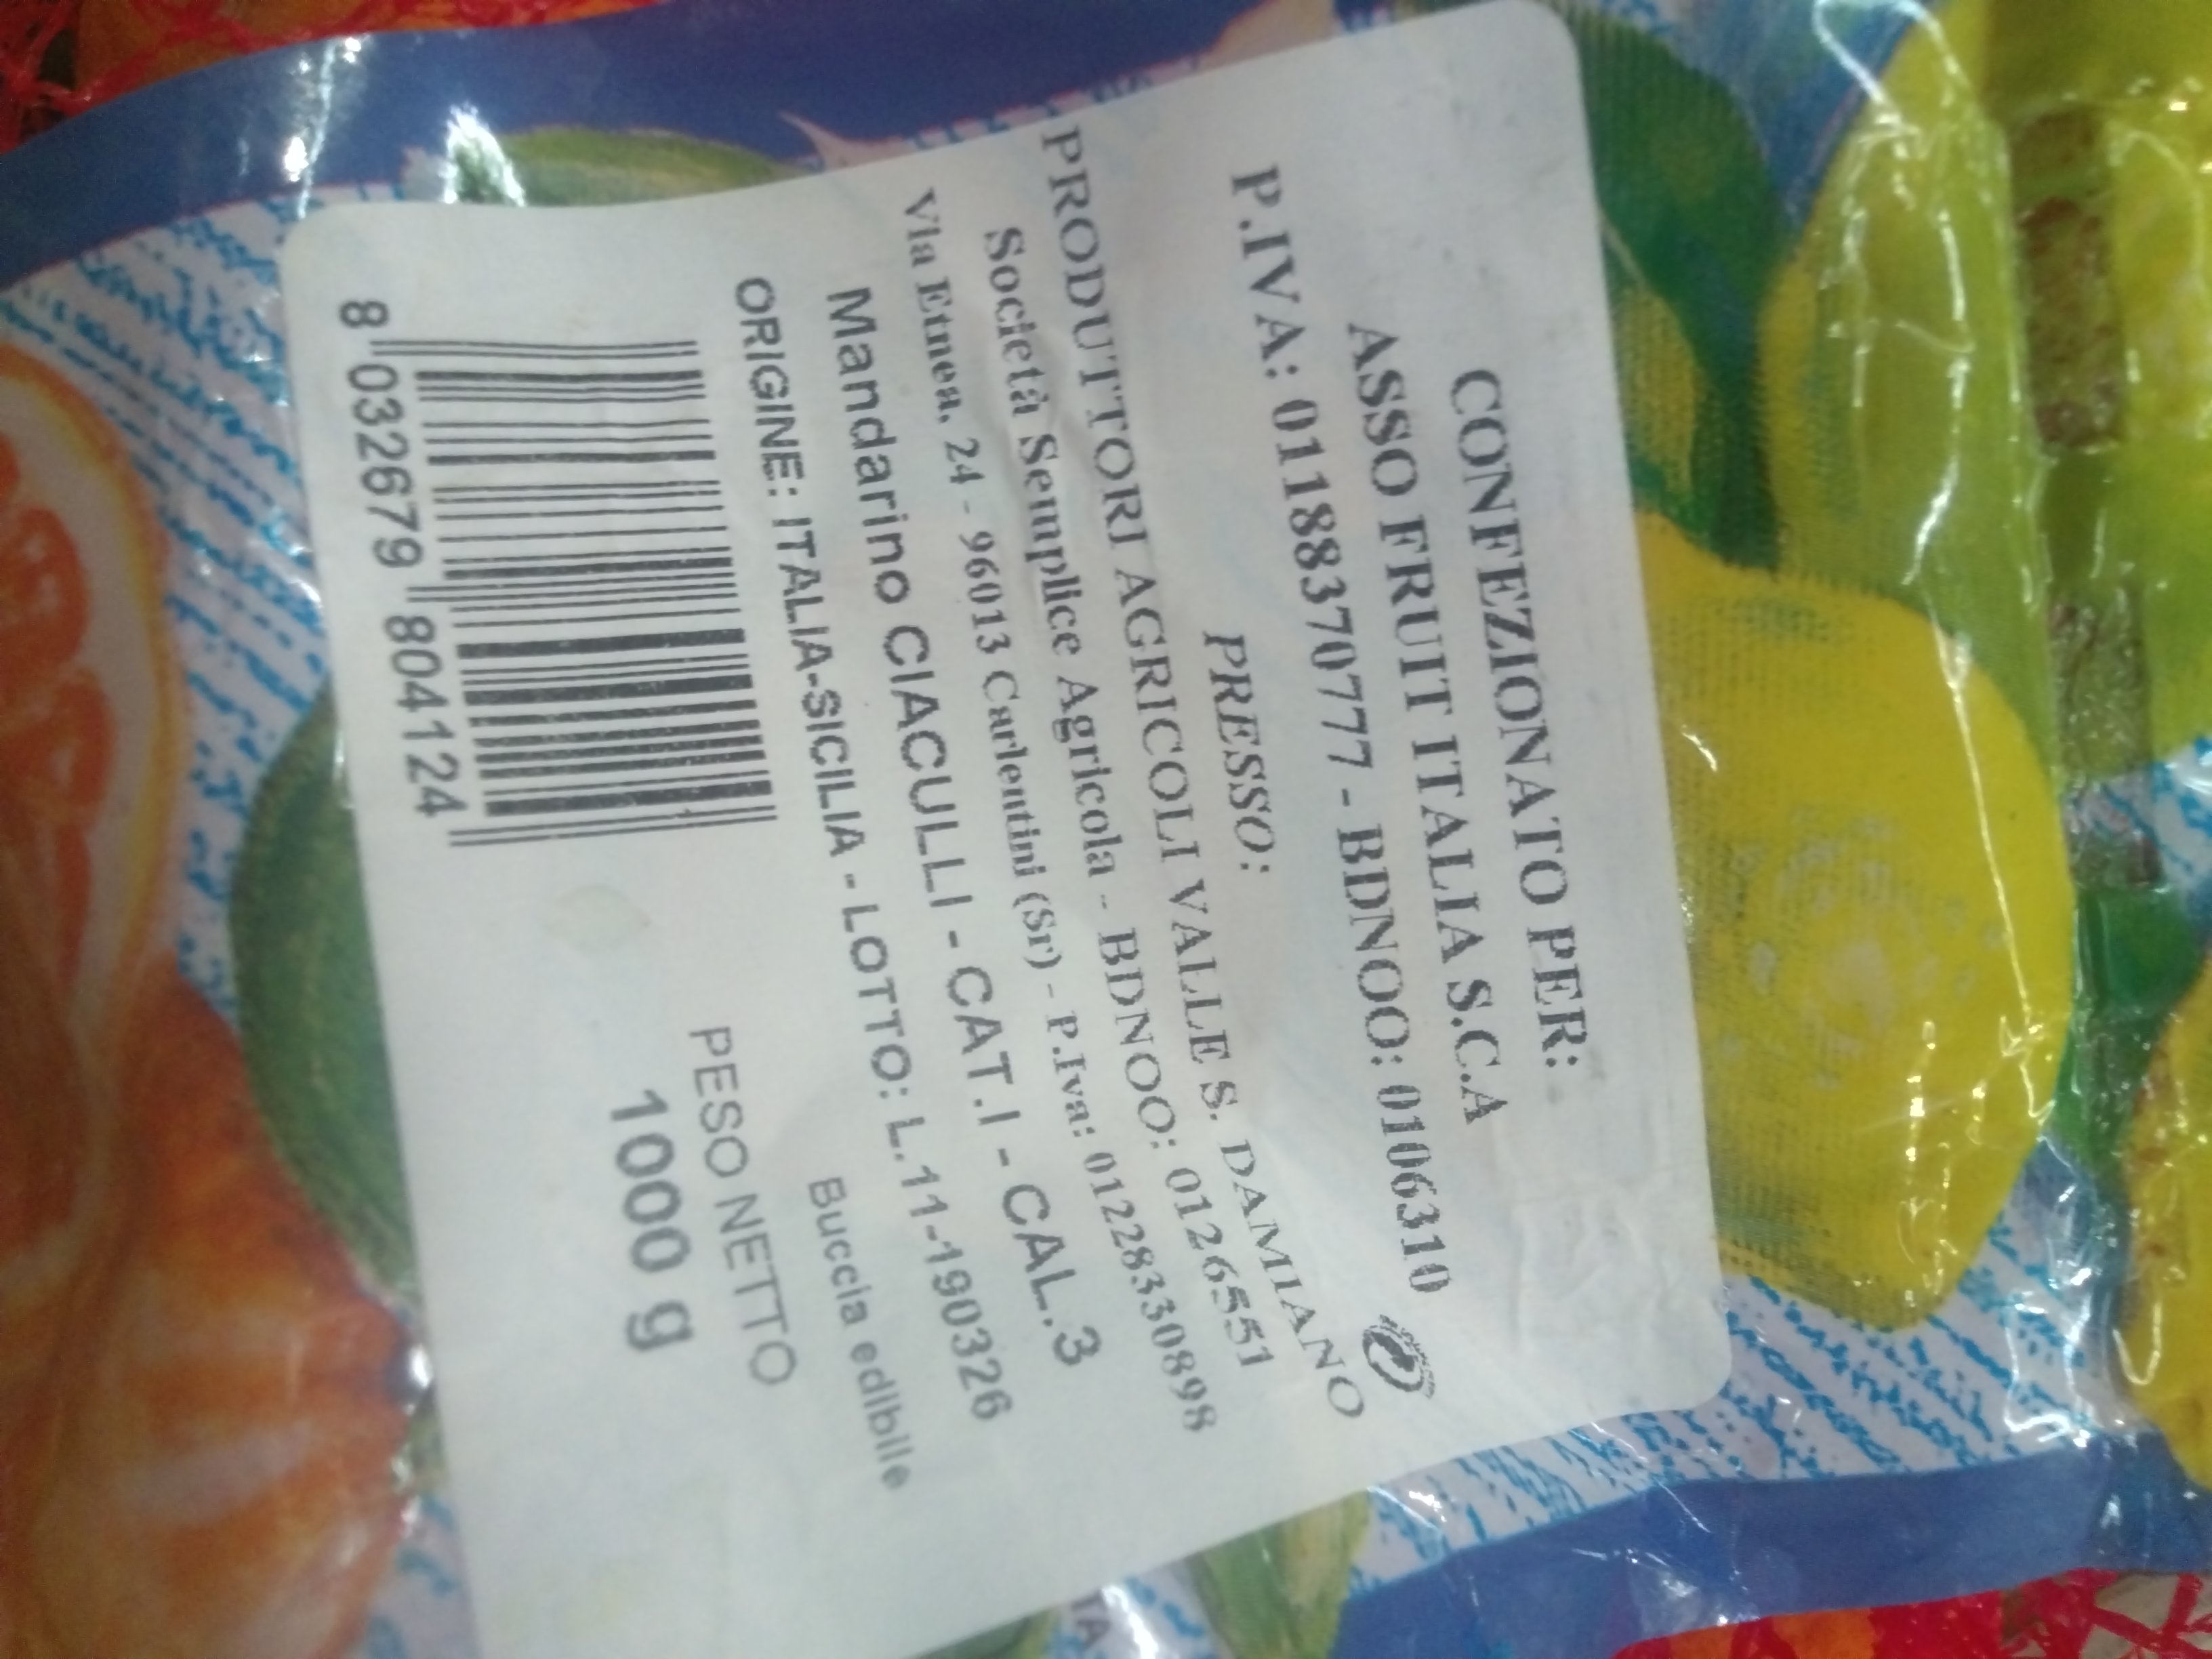 CONFEZIONATO PER:
ASSO FRUIT ITALIA S.C.A
P.IVA: 01188370777 - BDNOO: 0106310
PRESSO:
PRODUTTORI AGRICOLI VALLE S. DAMIANO
Società Semplice Agricola - BDNOO: 01265551
Via Etnea, 24 - 96013 Carlentini (Sr) - P.Iva: 01228330898
Mandarino CIACULLI - CAT.I - CAL.3
ORIGINE: ITALIA-SICILIA - LOTTO: L.11-190326
Buccia edibile
PESO NETTO
1000 g
8 032679 804124
TA